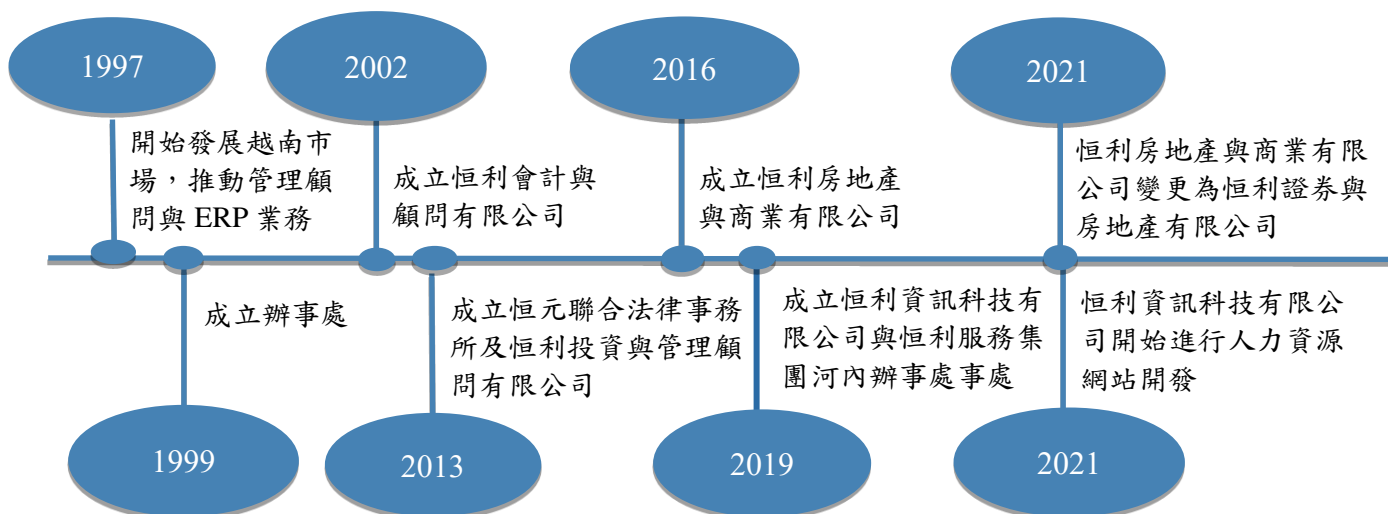 1997
2002
2016
2021
開始發展越南市
場，推動管理顧
問與 ERP 業務
成立恒利會計與
顧問有限公司
成立恒利房地產
與商業有限公司
恒利房地產與商業有限
公司變更為恒利證券與
房地產有限公司
成立辦事處
成立恒元聯合法律事務
所及恒利投資與管理顧
問有限公司
成立恒利資訊科技有
限公司與恒利服務集
團河內辦事處事處
恒利資訊科技有限公
司開始進行人力資源
網站開發
1999
2013
2019
2021